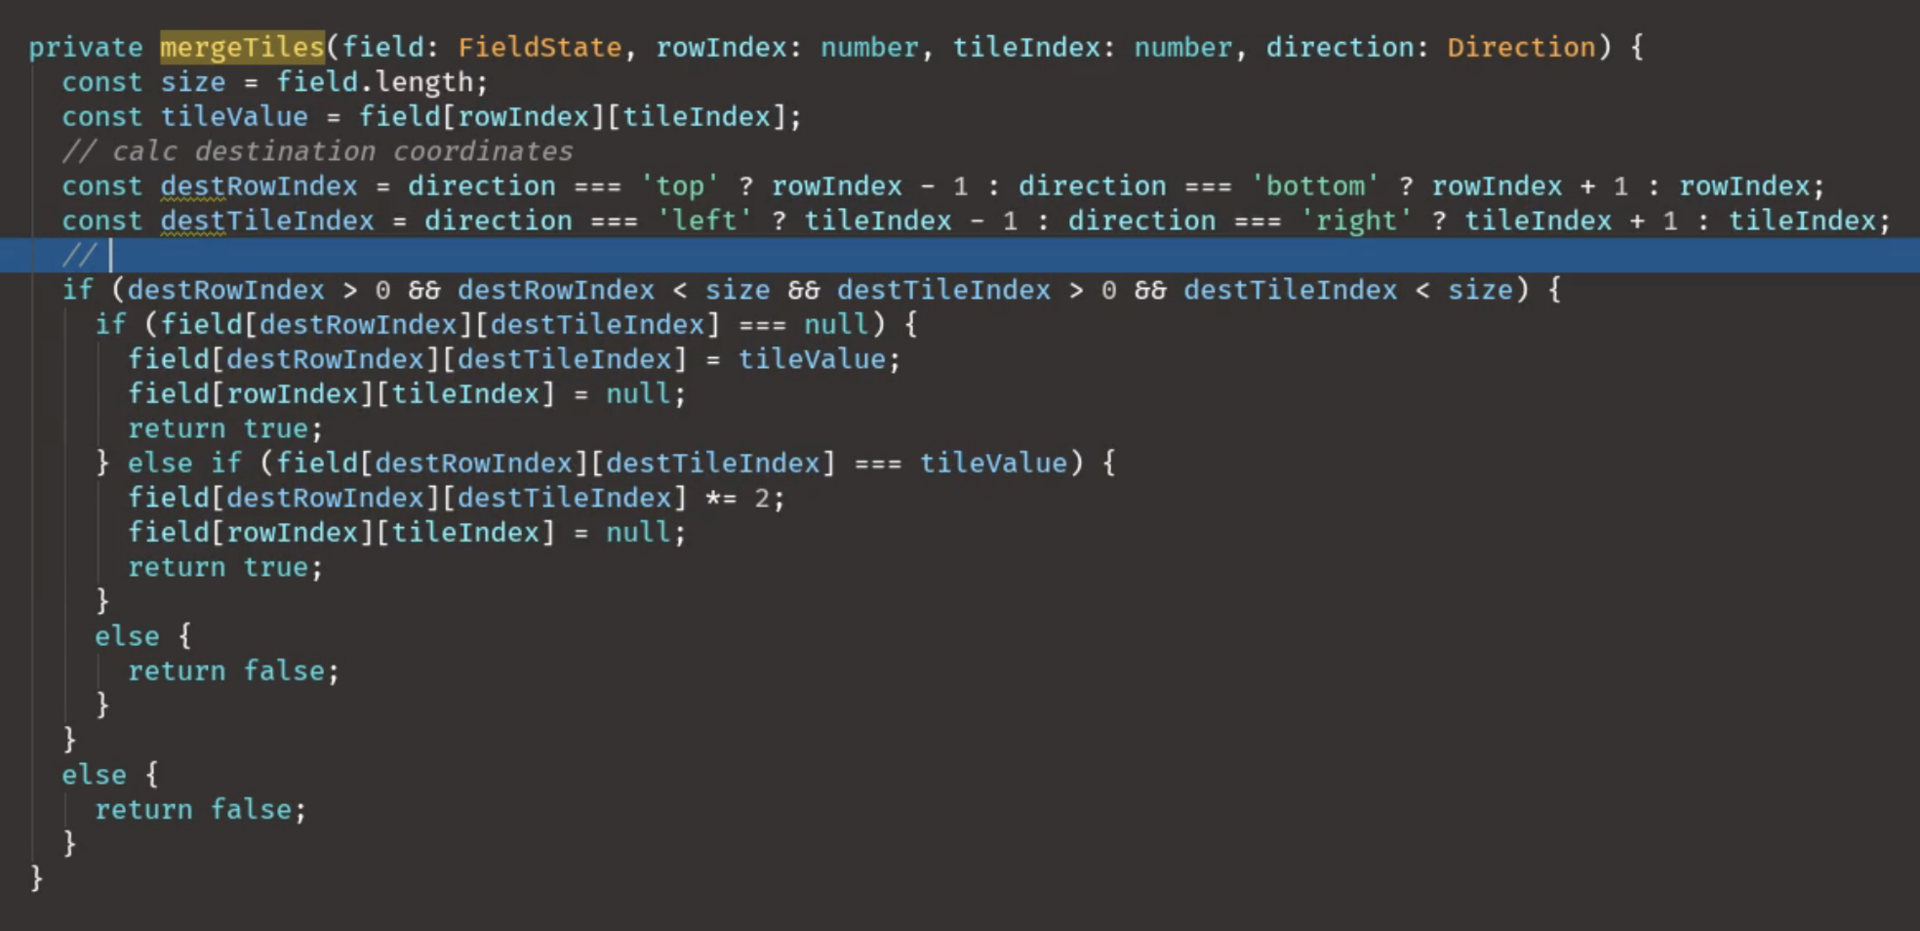 private mergeTiles(field: FieldState, rowIndex: number, tileIndex: number, direction: Direction) {
const size = field.length;
const tileValue = field[rowIndex][tileIndex];
// calc destination coordinates
const destRowIndex = direction === 'top' ? rowIndex - 1 : direction === 'bottom' ? rowIndex + 1 : rowIndex;
const destTileIndex = direction === 'left' ? tileIndex - 1 : direction === 'right' ? tileIndex + 1 : tileIndex;
//
if (destRowIndex > 0 && destRowIndex < size && destTileIndex > 0 && destTileIndex < size) {
if (field[destRowIndex][destTileIndex] === null) {
field[destRowIndex][destTileIndex] = tileValue;
field[rowIndex][tileIndex] = null;
return true;
} else if (field[destRowIndex][destTileIndex] === tileValue) {
field[destRowIndex][destTileIndex] *= 2;
field[rowIndex][tileIndex] = null;
return true;
}
else {
return false;
}
}
else {
return false;
}
}